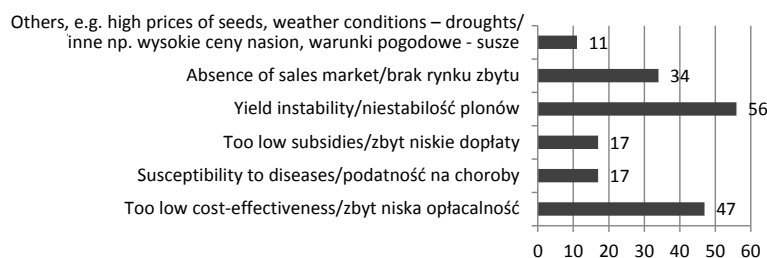 Others, e.g. high prices of seeds, weather conditions – droughts/
inne np. wysokie ceny nasion, warunki pogodowe - susze
11
Absence of sales market/brak rynku zbytu
34
Yield instability/niestabilość plonów
56
Too low subsidies/zbyt niskie dopłaty
17
Susceptibility to diseases/podatność na choroby
17
Too low cost-effectiveness/zbyt niska opłacalność
47
0 10 20 30 40 50 60